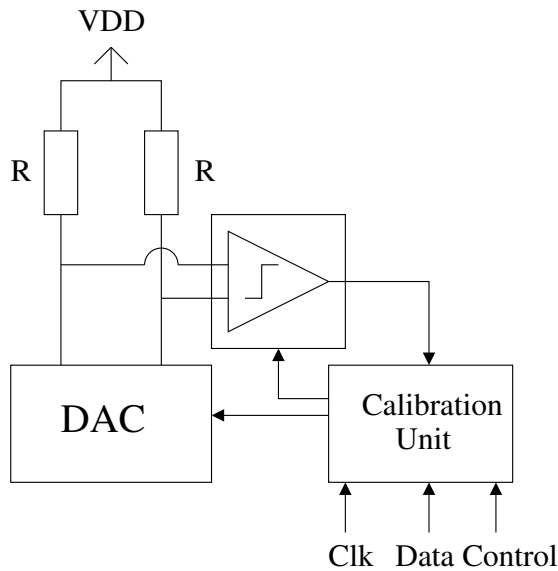 VDD
R
R
DAC
Calibration
Unit
Clk
Data
Control